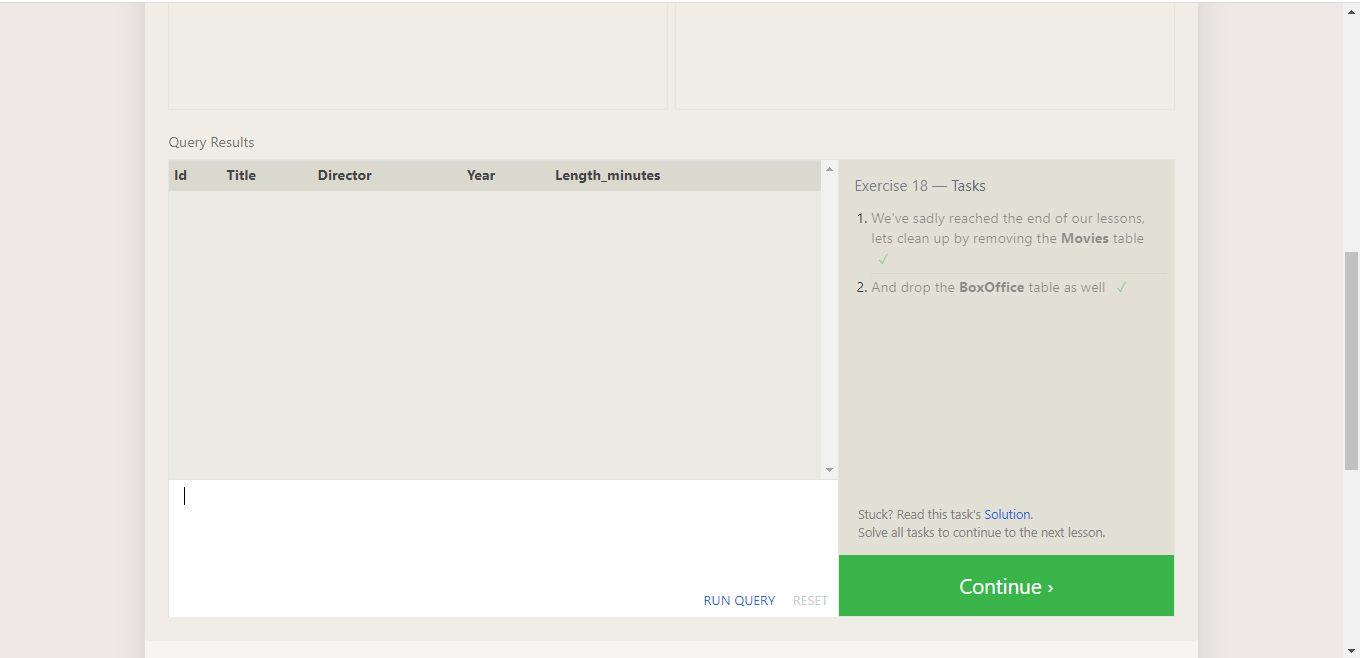 Query Results
Id Title Director Year Length_minutes
Exercise 18 — Tasks
1. We've sadly reached the end of our lessons,
lets clean up by removing the Movies table
✓
2. And drop the BoxOffice table as well ✓
Stuck? Read this task's Solution.
Solve all tasks to continue to the next lesson.
RUN QUERY RESET
Continue ›